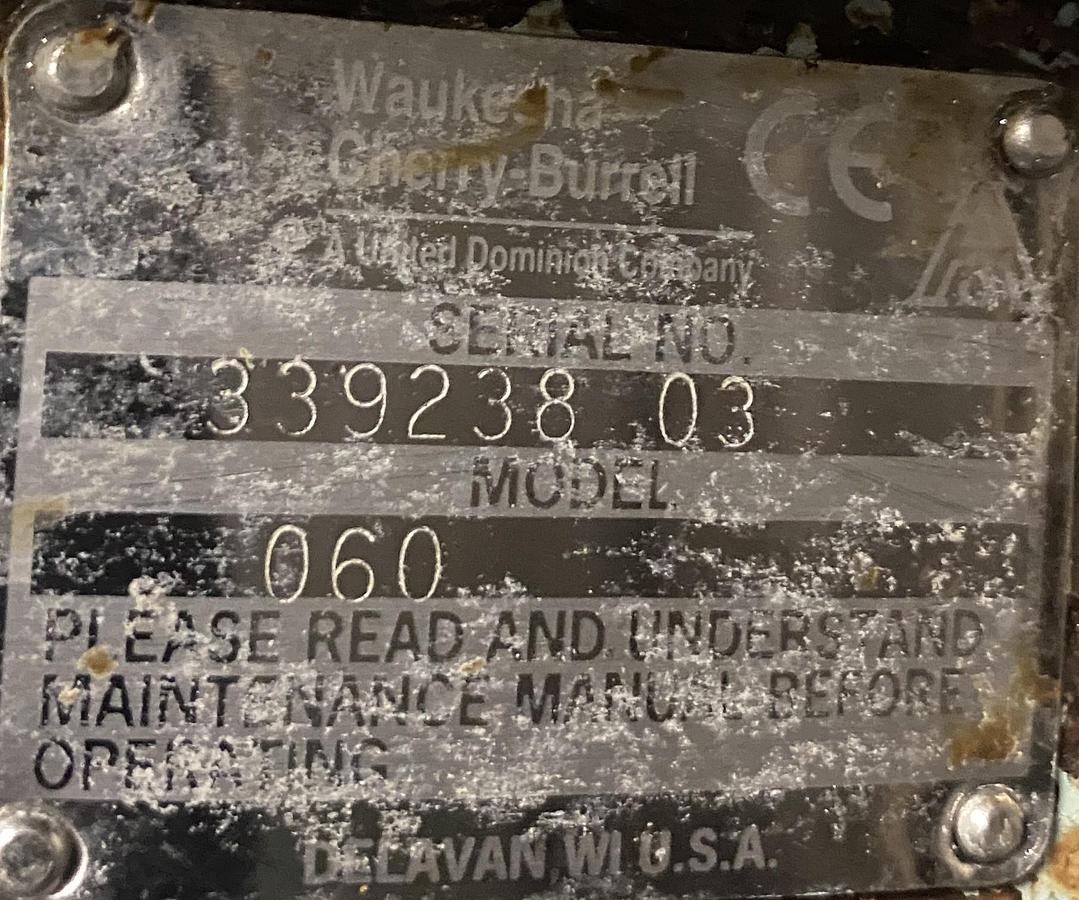 Waukesha
Cherry-Burrell
A United Dominion Company
CE
SERIAL NO.
339238 03
MODEL
060
PLEASE READ AND UNDERSTAND
MAINTENANCE MANUAL BEFORE
OPERATING
DELAVAN, WI U.S.A.